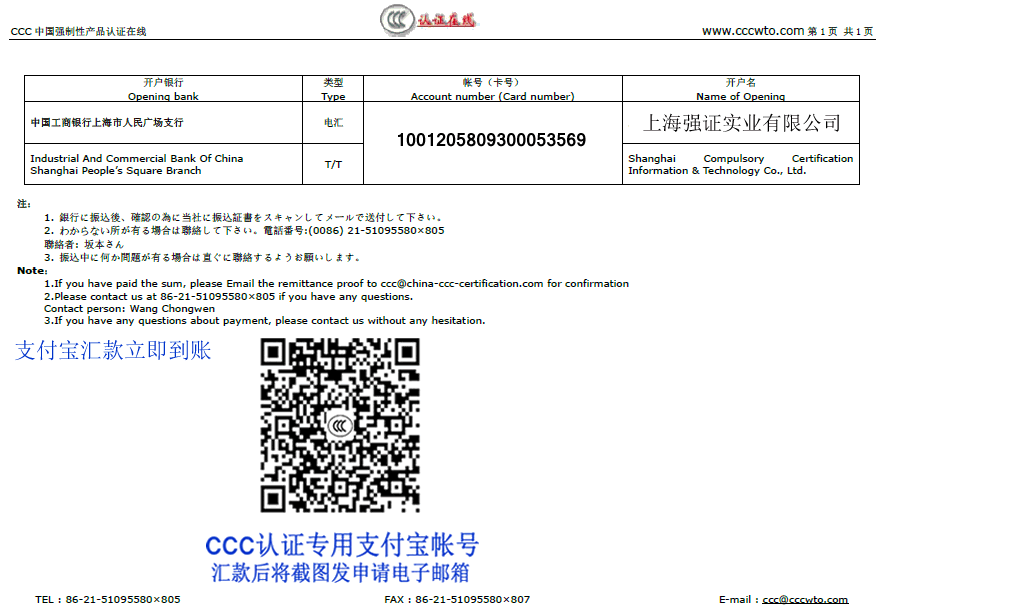 CCC 中国强制性产品认证在线
认证在线
www.cccwto.com 第 1 页 共 1 页
开户银行
Opening bank
类型
Type
帐号（卡号）
Account number (Card number)
开户名
Name of Opening
中国工商银行上海市人民广场支行
电汇
1001205809300053569
上海强证实业有限公司
Industrial And Commercial Bank Of China
Shanghai People's Square Branch
T/T
Shanghai Compulsory Certification
Information & Technology Co., Ltd.
注:
1. 銀行に振込後、確認の為に当社に振込証書をスキャンしてメールで送付して下さい。
2. わからない所が有る場合は聯絡して下さい。電話番号:(0086) 21-51095580×805
聯絡者: 坂本さん
3. 振込中に何か問題が有る場合は直ぐに聯絡するようお願いします。
Note:
1.If you have paid the sum, please Email the remittance proof to ccc@china-ccc-certification.com for confirmation
2.Please contact us at 86-21-51095580×805 if you have any questions.
Contact person: Wang Chongwen
3.If you have any questions about payment, please contact us without any hesitation.
支付宝汇款立即到账
CCC认证专用支付宝帐号
汇款后将截图发申请电子邮箱
TEL : 86-21-51095580×805
FAX : 86-21-51095580×807
E-mail : ccc@cccwto.com